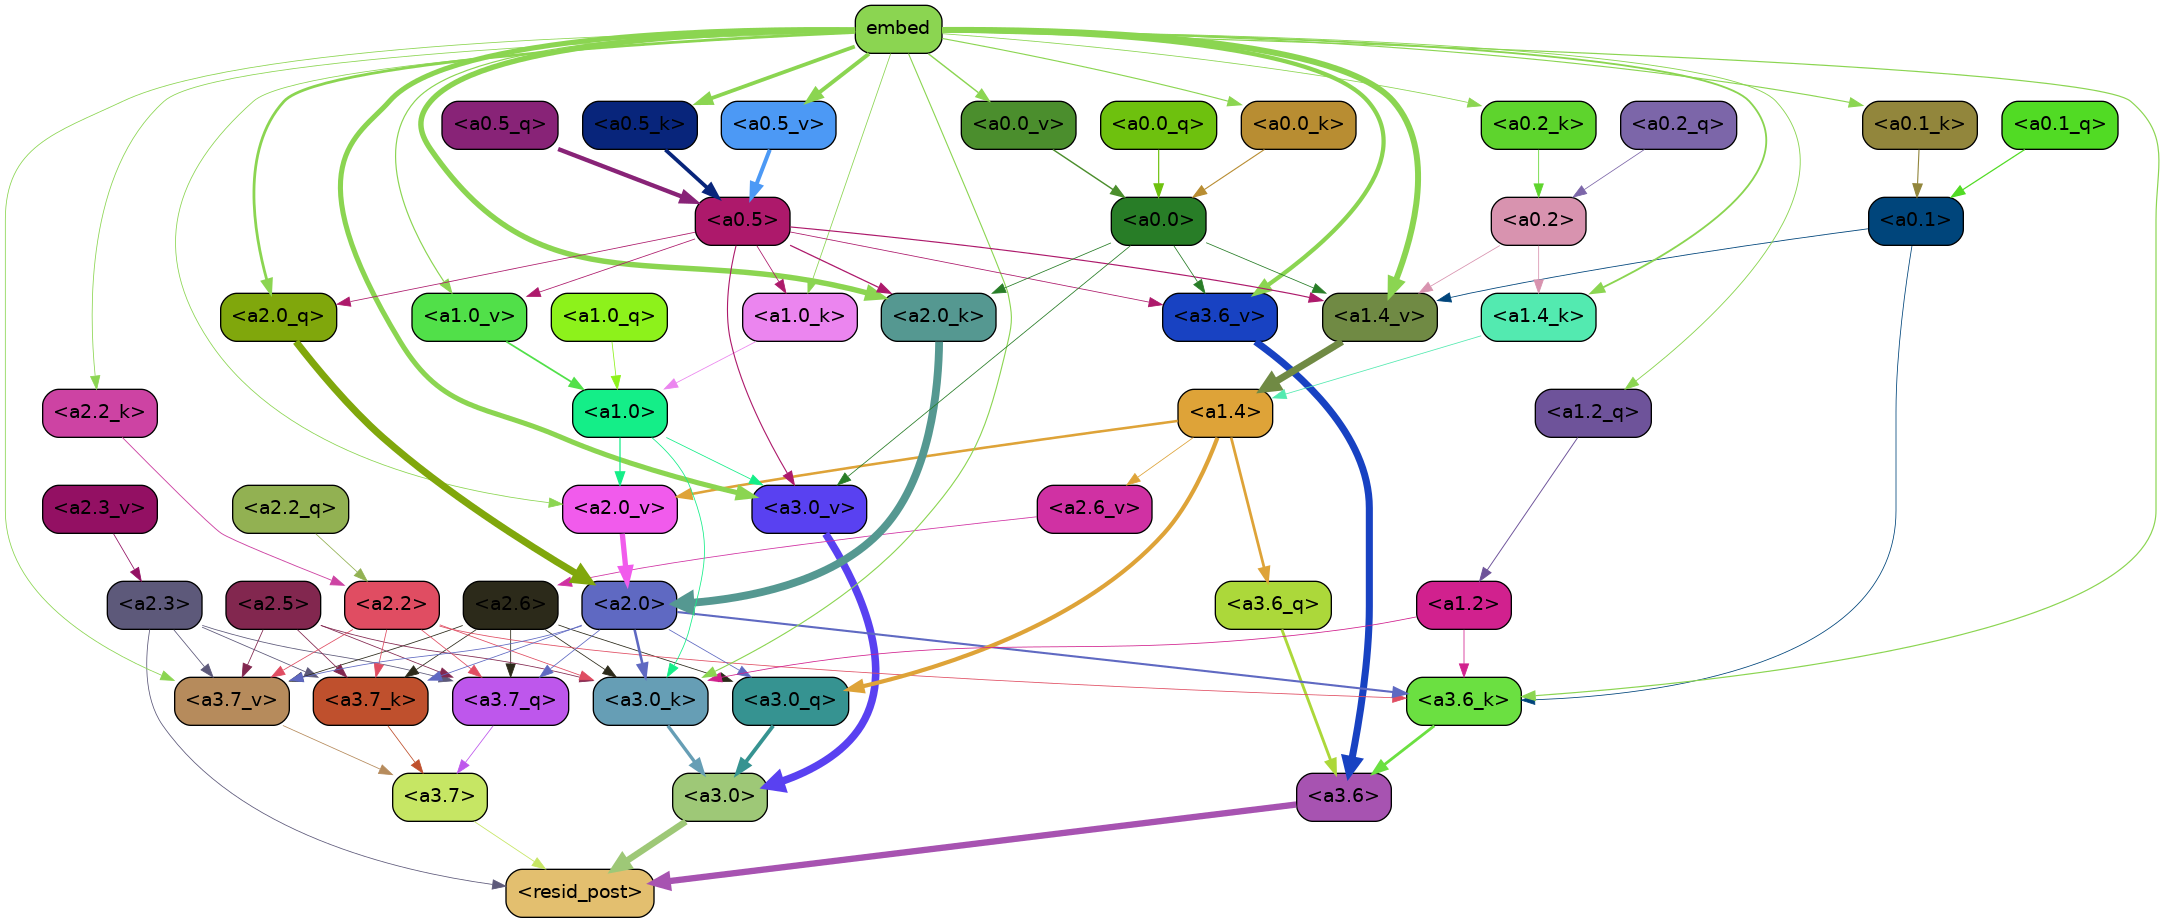 embed
<a0.5_q> <a0.5_k> <a0.5_v> <a0.0_v> <a0.0_q> <a0.0_k> <a0.2_k> <a0.2_q> <a0.1_k> <a0.1_q>
<a0.5> <a0.0> <a0.2> <a0.1>
<a2.0_q> <a1.0_v> <a1.0_q> <a1.0_k> <a2.0_k> <a3.6_v> <a1.4_v> <a1.4_k>
<a2.2_k> <a1.0> <a1.4> <a1.2_q>
<a2.3_v> <a2.2_q> <a2.0_v> <a3.0_v> <a2.6_v>
<a2.3> <a2.5> <a2.2> <a2.6> <a2.0> <a3.6_q> <a1.2>
<a3.7_v> <a3.7_k> <a3.7_q> <a3.0_k> <a3.0_q> <a3.6_k>
<a3.7> <a3.0> <a3.6>
<resid_post>